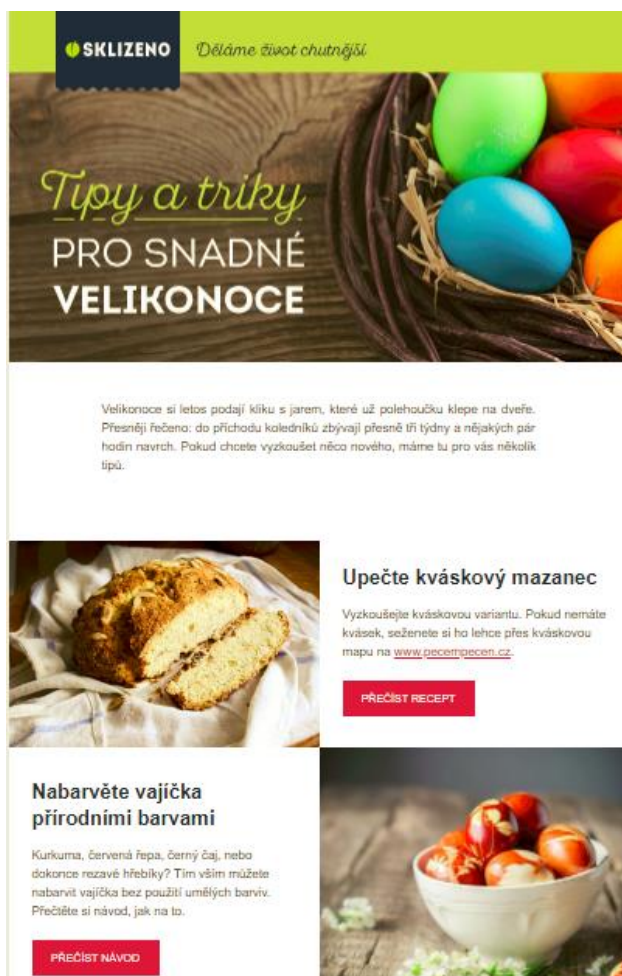 SKLIZENO
Děláme život chutnější
Tipy a triky
PRO SNADNÉ
VELIKONOCE
Velikonoce si letos podají kliku s jarem, které už polehoučku klepe na dveře.
Přesněji řečeno: do příchodu koledníků zbývají přesně tři týdny a nějakých pár
hodin navrch. Pokud chcete vyzkoušet něco nového, máme tu pro vás několik
tipů.
Upečte kváskový mazanec
Vyzkoušejte kváskovou variantu. Pokud nemáte
kvásek, seženete si ho lehce přes kváskovou
mapu na www.pecempecen.cz.
PŘEČÍST RECEPT
Nabarvěte vajíčka
přírodními barvami
Kurkuma, červená řepa, černý čaj, nebo
dokonce rezavé hřebíky? Tím vším můžete
nabarvit vajíčka bez použití umělých barviv.
Přečtěte si návod, jak na to.
PŘEČÍST NÁVOD